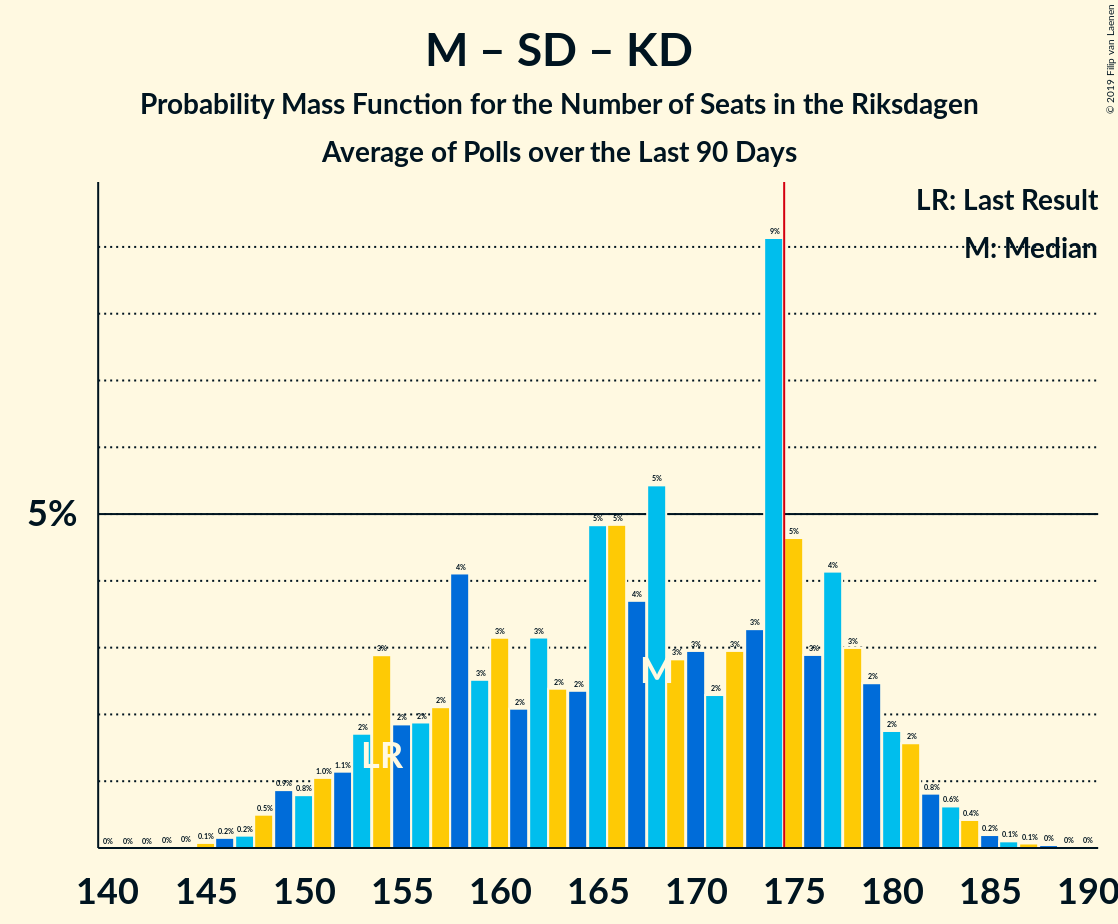 M – SD – KD
Probability Mass Function for the Number of Seats in the Riksdagen
Average of Polls over the Last 90 Days
© 2019 Filip van Laenen
LR: Last Result
M: Median
5%
0% 0% 0% 0% 0% 0.1% 0.2% 0.2% 0.5% 0.9% 0.8% 1.0% 1.1% 2% 3% 2% 2% 2% 4% 3% 3% 2% 3% 2% 2% 5% 5% 4% 5% 3% 3% 2% 3% 3% 9% 5% 3% 4% 3% 2% 2% 2% 0.8% 0.6% 0.4% 0.2% 0.1% 0.1% 0% 0% 0%
M
LR
140 145 150 155 160 165 170 175 180 185 190